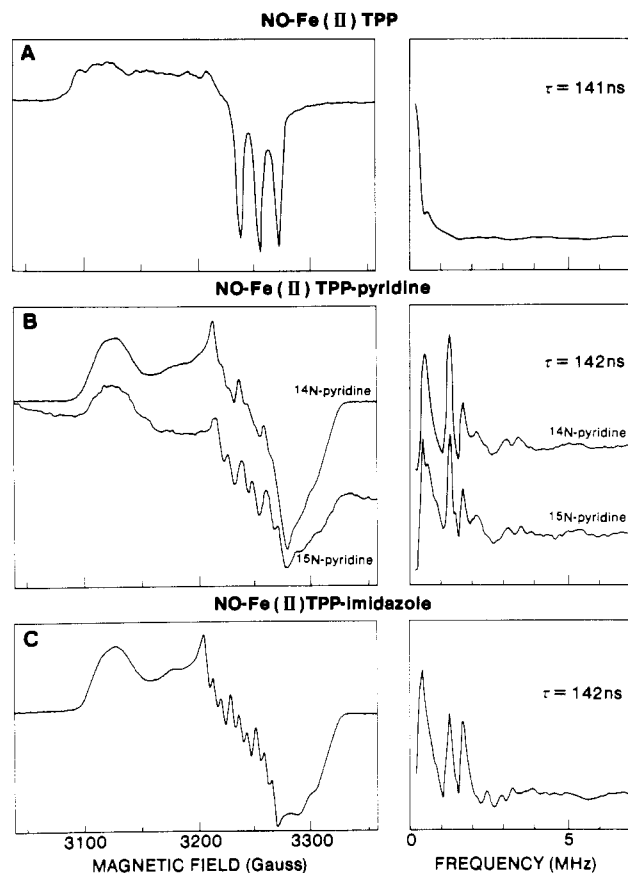 NO-Fe(II) TPP
A
τ = 141ns
NO-Fe(II) TPP-pyridine
B
14N-pyridine
15N-pyridine
τ = 142ns
14N-pyridine
15N-pyridine
NO-Fe(II)TPP-imidazole
C
τ = 142ns
3100 3200 3300
5
MAGNETIC FIELD (Gauss)
FREQUENCY (MHz)